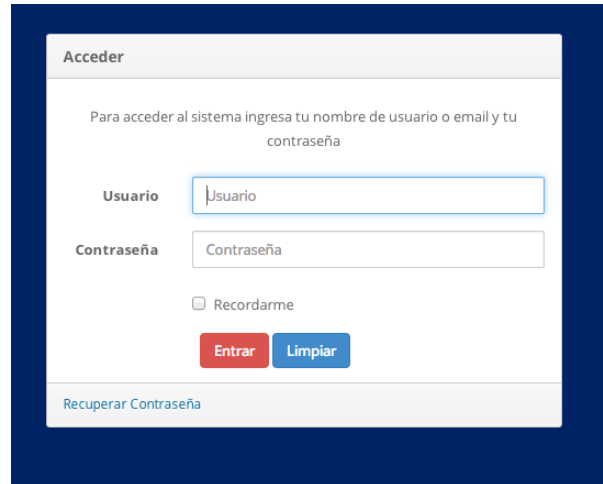 Acceder
Para acceder al sistema ingresa tu nombre de usuario o email y tu
contraseña
Usuario Usuario
Contraseña Contraseña
Recordarme
Entrar Limpiar
Recuperar Contraseña